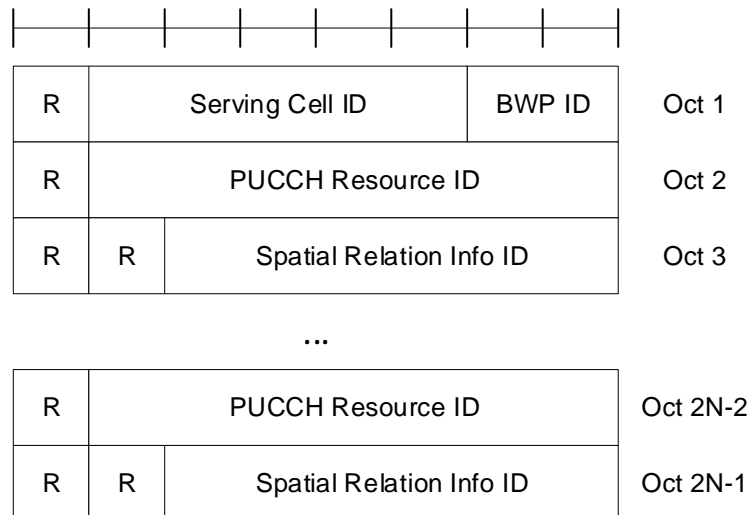 R Serving Cell ID BWP ID Oct 1
R PUCCH Resource ID Oct 2
R R Spatial Relation Info ID Oct 3
...
R PUCCH Resource ID Oct 2N-2
R R Spatial Relation Info ID Oct 2N-1